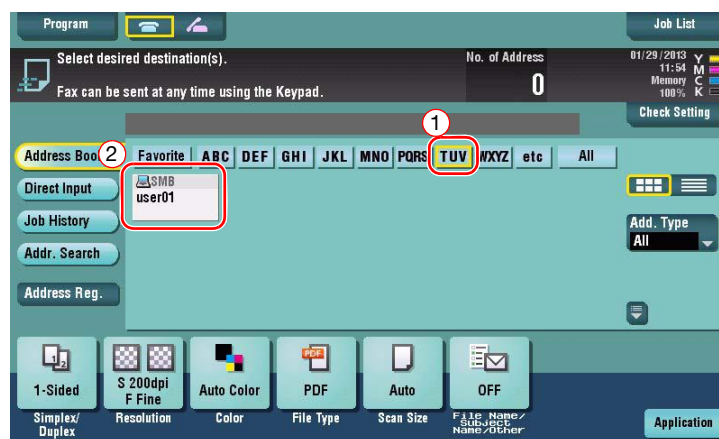 Program
Job List
Select desired destination(s).
No. of Address
01/29/2013
11:54
Memory
100%
Y
M
C
K
0
Fax can be sent at any time using the Keypad.
Check Setting
1
Address Boo
2
Favorite
ABC
DEF
GHI
JKL
MNO
PQRS
TUV
WXYZ
etc
All
Direct Input
SMB
user01
Job History
Add. Type
All
Addr. Search
Address Reg.
1 2
PDF
1-Sided
S 200dpi
F Fine
Auto Color
PDF
Auto
OFF
Simplex/
Duplex
Resolution
Color
File Type
Scan Size
File Name/
Subject
Name/Other
Application